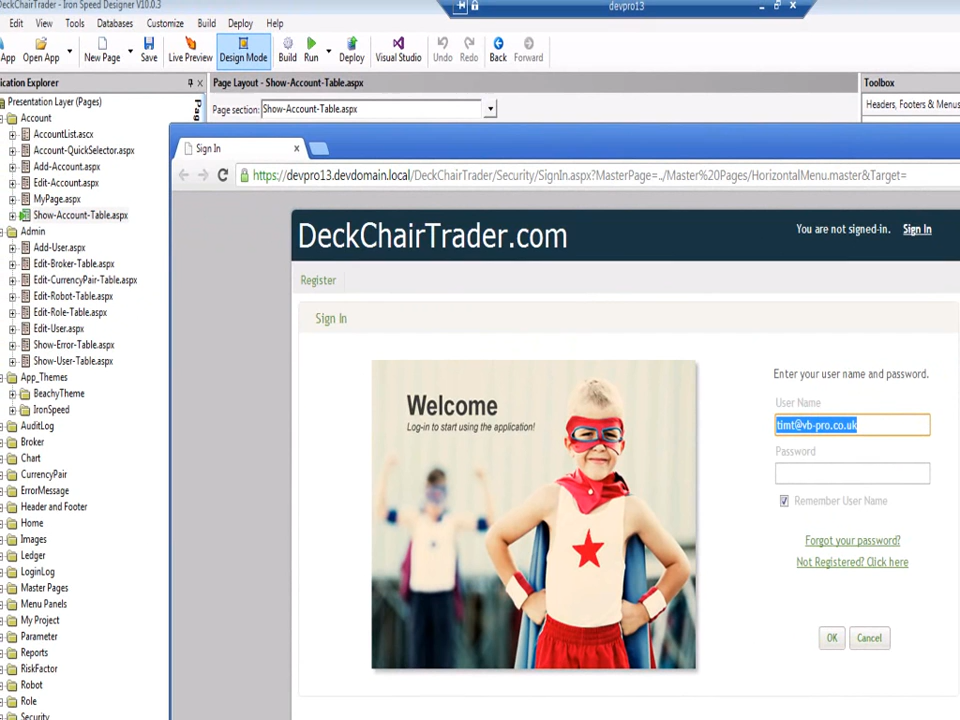 DeckChairTrader - Iron Speed Designer V10.0.3
devpro13
Edit View Tools Databases Customize Build Deploy Help
App Open App New Page Save Live Preview Design Mode Build Run Deploy Visual Studio Undo Redo Back Forward
ication Explorer
Page Layout - Show-Account-Table.aspx
Toolbox
Page section: Show-Account-Table.aspx
Headers, Footers & Menus
Pag
Presentation Layer (Pages)
Account
AccountList.ascx
Account-QuickSelector.aspx
Add-Account.aspx
Edit-Account.aspx
MyPage.aspx
Show-Account-Table.aspx
Admin
Add-User.aspx
Edit-Broker-Table.aspx
Edit-CurrencyPair-Table.aspx
Edit-Robot-Table.aspx
Edit-Role-Table.aspx
Edit-User.aspx
Show-Error-Table.aspx
Show-User-Table.aspx
App_Themes
BeachyTheme
IronSpeed
AuditLog
Broker
Chart
CurrencyPair
ErrorMessage
Header and Footer
Home
Images
Ledger
LoginLog
Master Pages
Menu Panels
My Project
Parameter
Reports
RiskFactor
Robot
Role
Security
Sign In
https://devpro13.devdomain.local/DeckChairTrader/Security/SignIn.aspx?MasterPage=../Master%20Pages/HorizontalMenu.master&Target=
DeckChairTrader.com
You are not signed-in. Sign In
Register
Sign In
Welcome
Log-in to start using the application!
Enter your user name and password.
User Name
timt@vb-pro.co.uk
Password
Remember User Name
Forgot your password?
Not Registered? Click here
OK Cancel